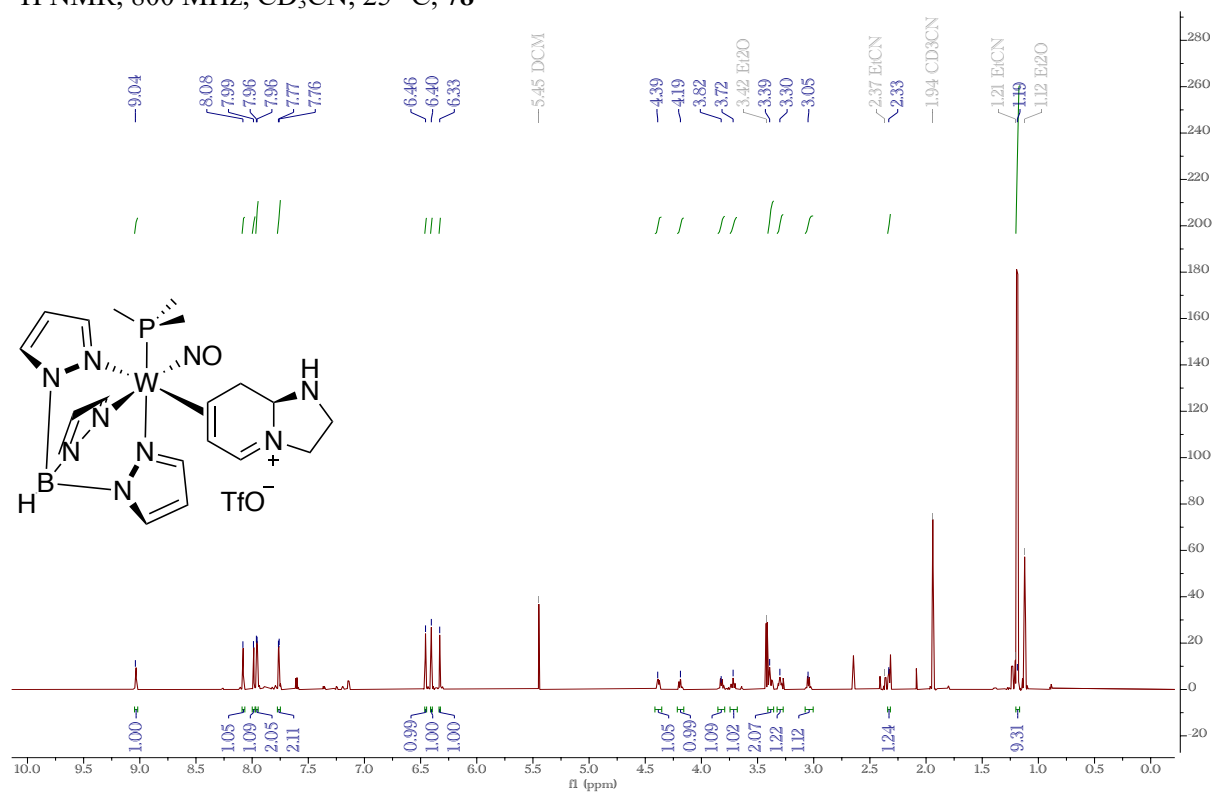 ¹H NMR, 800 MHz, CD₃CN, 25 °C, 78
9.04
8.08
7.99
7.96
7.96
7.77
7.76
6.46
6.40
6.33
5.45 DCM
4.39
4.19
3.82
3.72
3.42 Et2O
3.39
3.30
3.05
2.37 EtCN
2.33
1.94 CD3CN
1.21 EtCN
1.19
1.12 Et2O
280
260
240
220
200
180
160
140
120
100
80
60
40
20
0
-20
P
NO
N
N
W
H
N
N
N
N
N
N
+
B
H
TfO⁻
1.00
1.05
1.09
2.05
2.11
0.99
1.00
1.00
1.05
0.99
1.09
1.02
2.07
1.22
1.12
1.24
9.31
10.0 9.5 9.0 8.5 8.0 7.5 7.0 6.5 6.0 5.5 5.0 4.5 4.0 3.5 3.0 2.5 2.0 1.5 1.0 0.5 0.0
f1 (ppm)